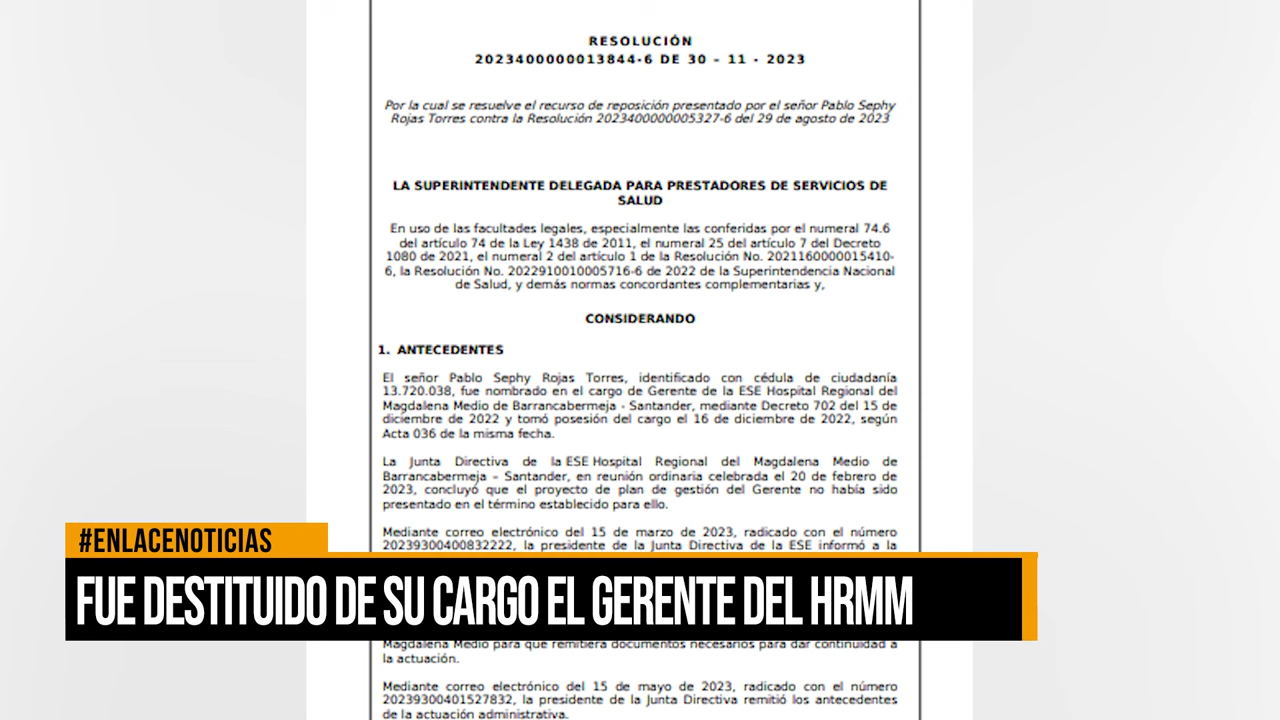 RESOLUCIÓN
2023400000013844-6 DE 30 – 11 - 2023
Por la cual se resuelve el recurso de reposición presentado por el señor Pablo Sephy
Rojas Torres contra la Resolución 2023400000005327-6 del 29 de agosto de 2023
LA SUPERINTENDENTE DELEGADA PARA PRESTADORES DE SERVICIOS DE
SALUD
En uso de las facultades legales, especialmente las conferidas por el numeral 74.6
del artículo 74 de la Ley 1438 de 2011, el numeral 25 del artículo 7 del Decreto
1080 de 2021, el numeral 2 del artículo 1 de la Resolución No. 2021160000015410-
6, la Resolución No. 2022910010005716-6 de 2022 de la Superintendencia Nacional
de Salud, y demás normas concordantes complementarias y,
CONSIDERANDO
1. ANTECEDENTES
El señor Pablo Sephy Rojas Torres, identificado con cédula de ciudadanía
13.720.038, fue nombrado en el cargo de Gerente de la ESE Hospital Regional del
Magdalena Medio de Barrancabermeja - Santander, mediante Decreto 702 del 15 de
diciembre de 2022 y tomó posesión del cargo el 16 de diciembre de 2022, según
Acta 036 de la misma fecha.
La Junta Directiva de la ESE Hospital Regional del Magdalena Medio de
Barrancabermeja – Santander, en reunión ordinaria celebrada el 20 de febrero de
2023, concluyó que el proyecto de plan de gestión del Gerente no había sido
presentado en el término establecido para ello.
Mediante correo electrónico del 15 de marzo de 2023, radicado con el número
20239300400832222, la presidente de la Junta Directiva de la ESE informó a la
#ENLACENOTICIAS
FUE DESTITUIDO DE SU CARGO EL GERENTE DEL HRMM
Magdalena Medio para que remitiera documentos necesarios para dar continuidad a
la actuación.
Mediante correo electrónico del 15 de mayo de 2023, radicado con el número
20239300401527832, la presidente de la Junta Directiva remitió los antecedentes
de la actuación administrativa.